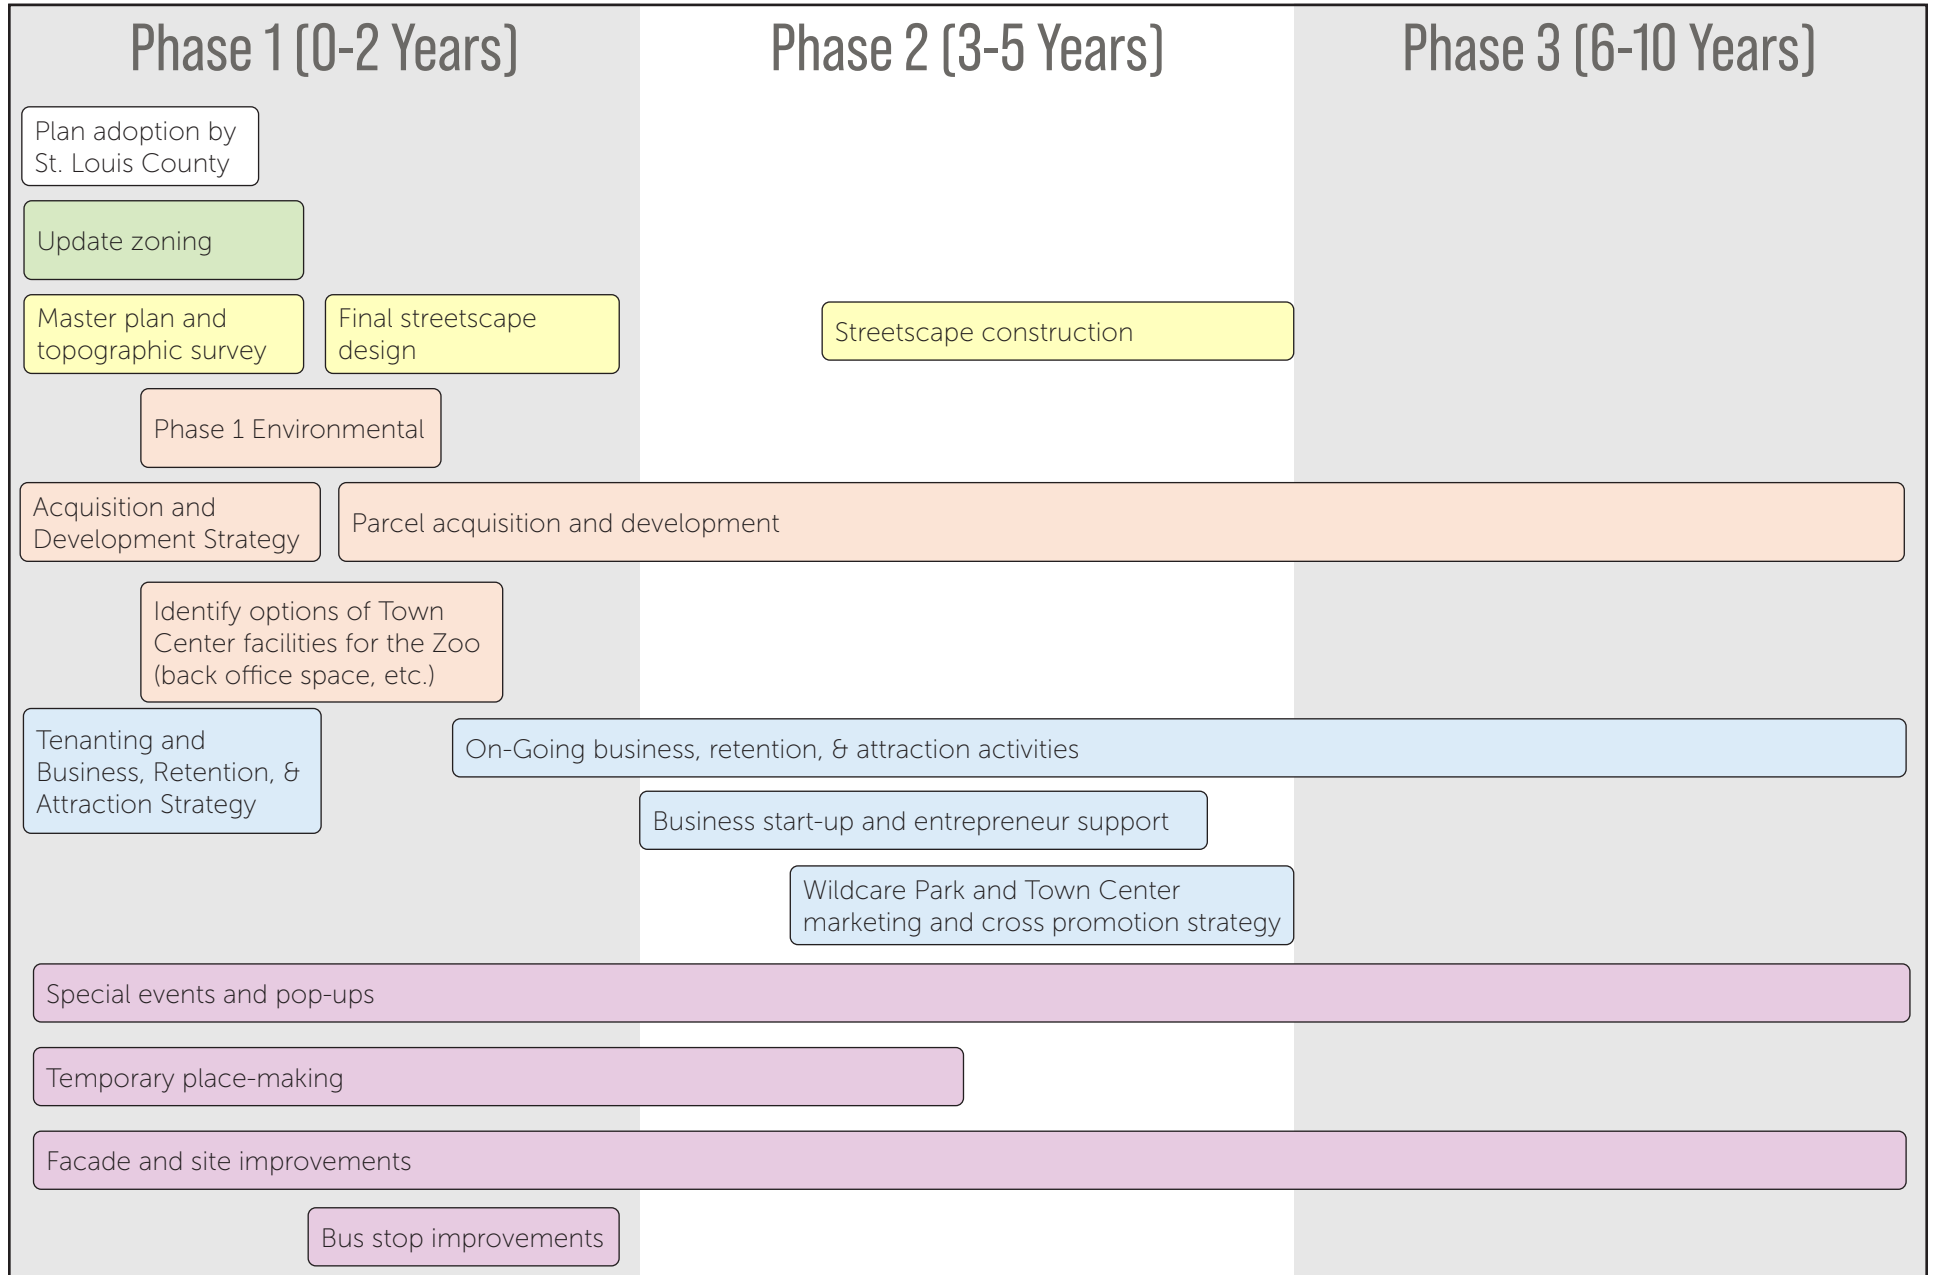 Phase 1 (0-2 Years)
Phase 2 (3-5 Years)
Phase 3 (6-10 Years)
Plan adoption by
St. Louis County
Update zoning
Master plan and
topographic survey
Final streetscape
design
Streetscape construction
Phase 1 Environmental
Acquisition and
Development Strategy
Parcel acquisition and development
Identify options of Town
Center facilities for the Zoo
(back office space, etc.)
Tenanting and
Business, Retention, &
Attraction Strategy
On-Going business, retention, & attraction activities
Business start-up and entrepreneur support
Wildcare Park and Town Center
marketing and cross promotion strategy
Special events and pop-ups
Temporary place-making
Facade and site improvements
Bus stop improvements